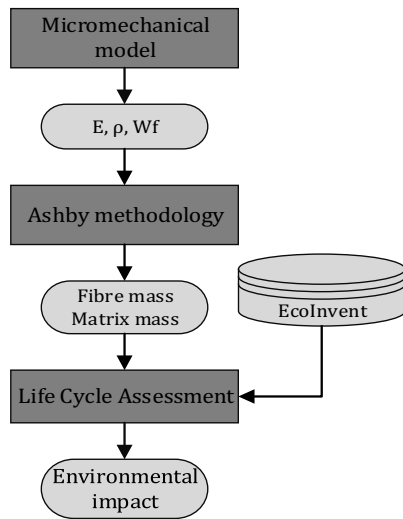 Micromechanical
model
E, ρ, Wf
Ashby methodology
Fibre mass
Matrix mass
EcoInvent
Life Cycle Assessment
Environmental
impact